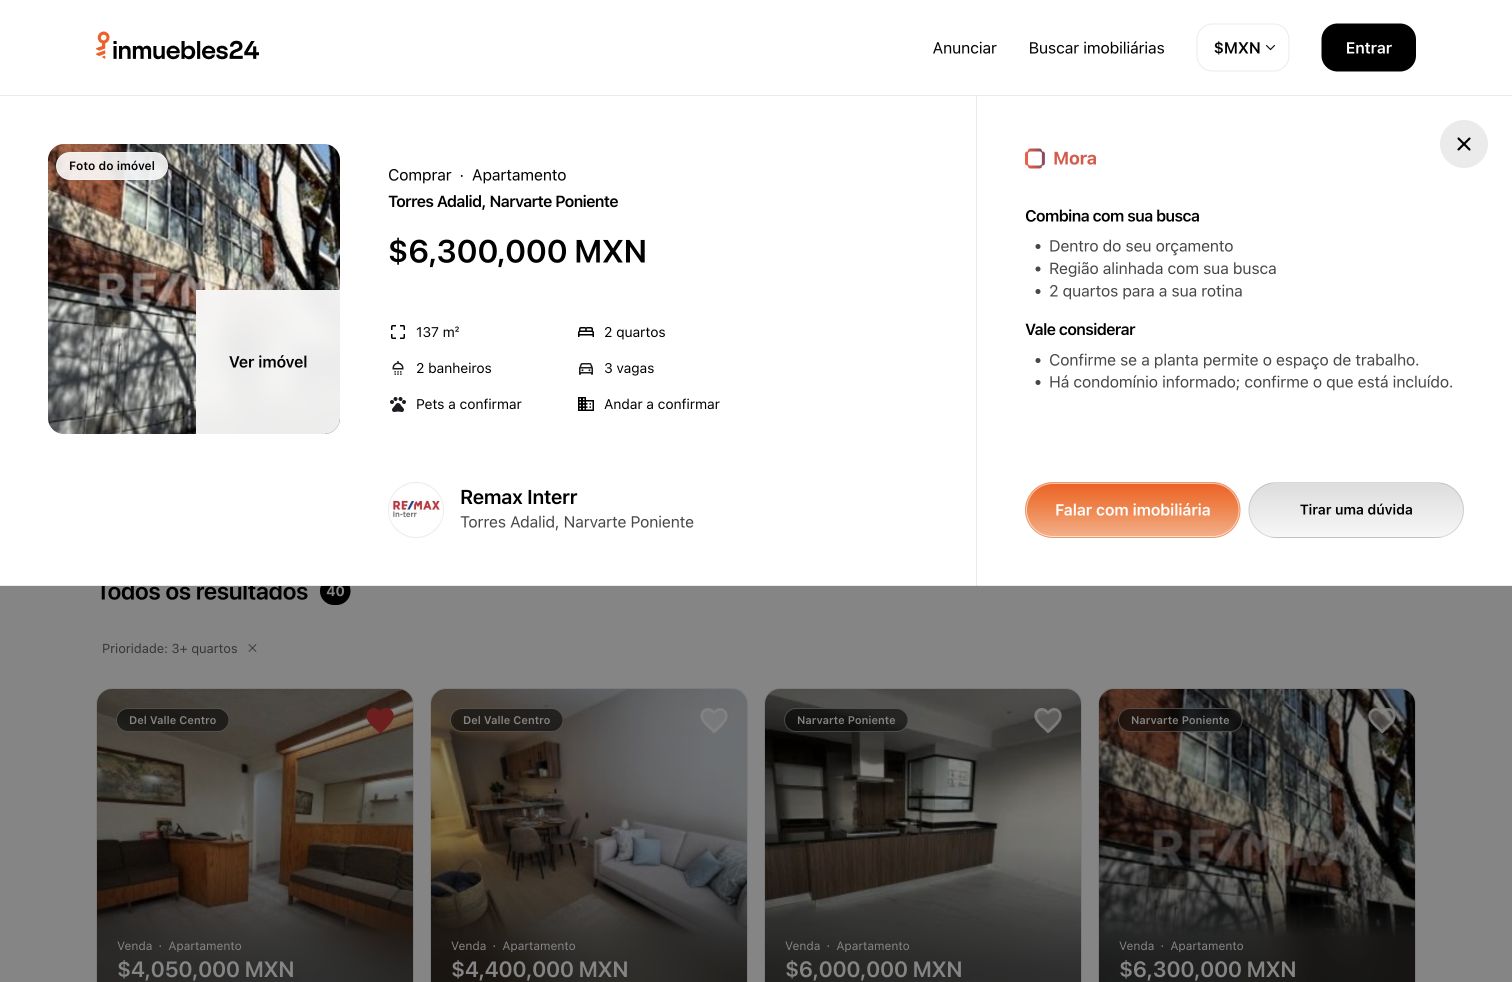 inmuebles24
Anunciar
Buscar imobiliárias
$MXN
Entrar
Foto do imóvel
RE/MAX
Ver imóvel
Comprar · Apartamento
Torres Adalid, Narvarte Poniente
$6,300,000 MXN
137 m²
2 quartos
2 banheiros
3 vagas
Pets a confirmar
Andar a confirmar
RE/MAX
In-terr
Remax Interr
Torres Adalid, Narvarte Poniente
Mora
Combina com sua busca
• Dentro do seu orçamento
• Região alinhada com sua busca
• 2 quartos para a sua rotina
Vale considerar
• Confirme se a planta permite o espaço de trabalho.
• Há condomínio informado; confirme o que está incluído.
Falar com imobiliária
Tirar uma dúvida
Todos os resultados 40
Prioridade: 3+ quartos ×
Del Valle Centro
Venda · Apartamento
$4,050,000 MXN
Del Valle Centro
Venda · Apartamento
$4,400,000 MXN
Narvarte Poniente
Venda · Apartamento
$6,000,000 MXN
Narvarte Poniente
RE/MAX
Venda · Apartamento
$6,300,000 MXN